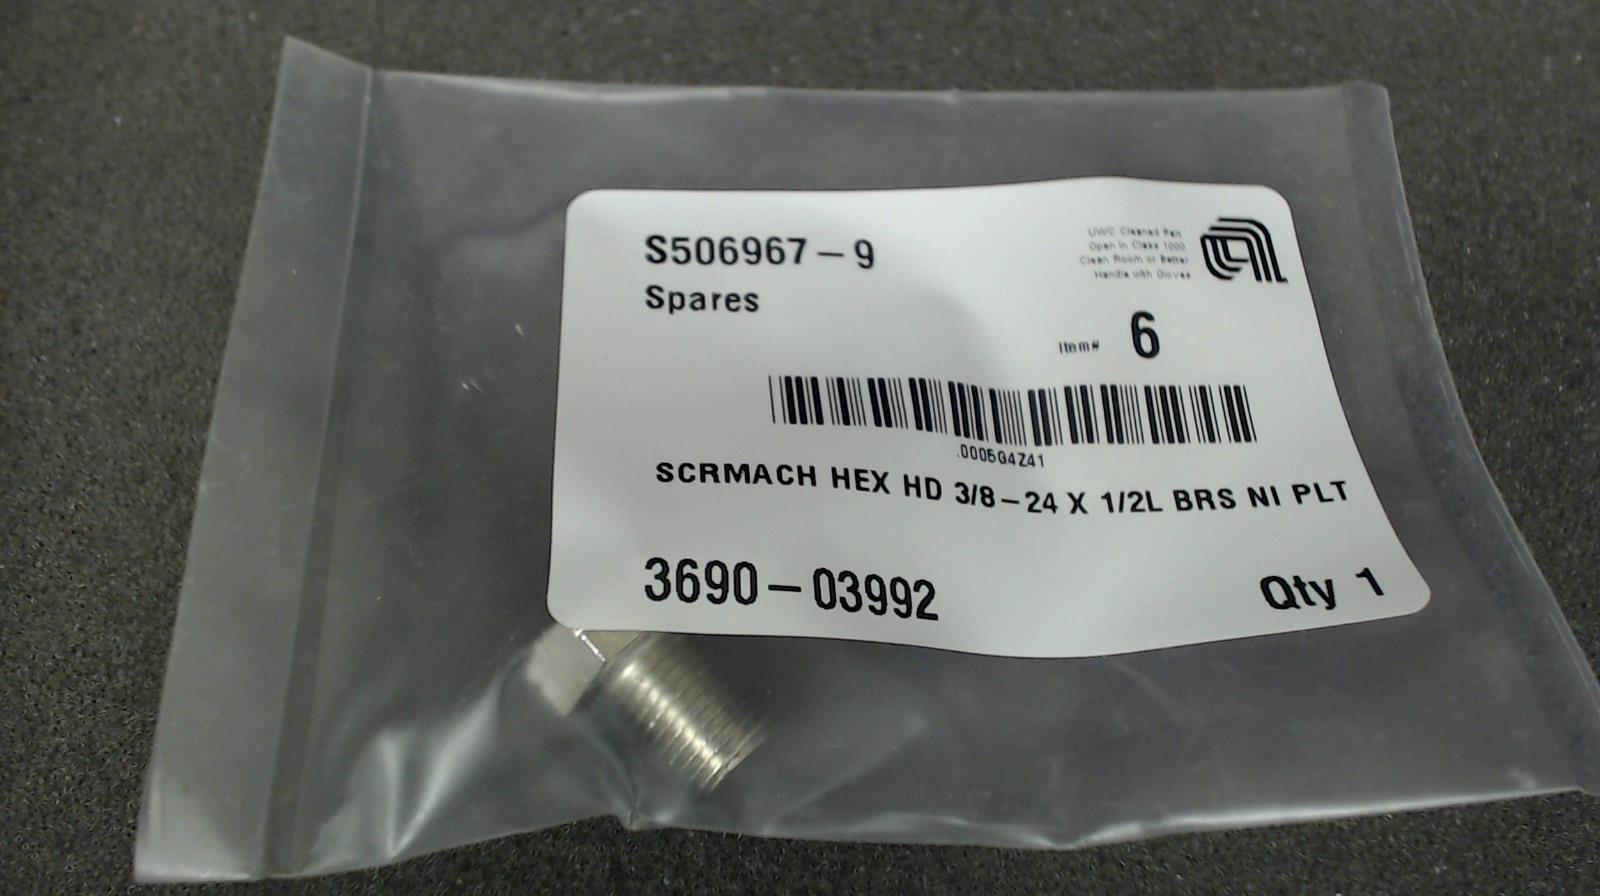 S506967-9
Spares
UWC Cleaned Part
Open in Class 1000
Clean Room or Better
Handle with Gloves
Item# 6
.0005G4Z41
SCRMACH HEX HD 3/8-24 X 1/2L BRS NI PLT
3690-03992
Qty 1